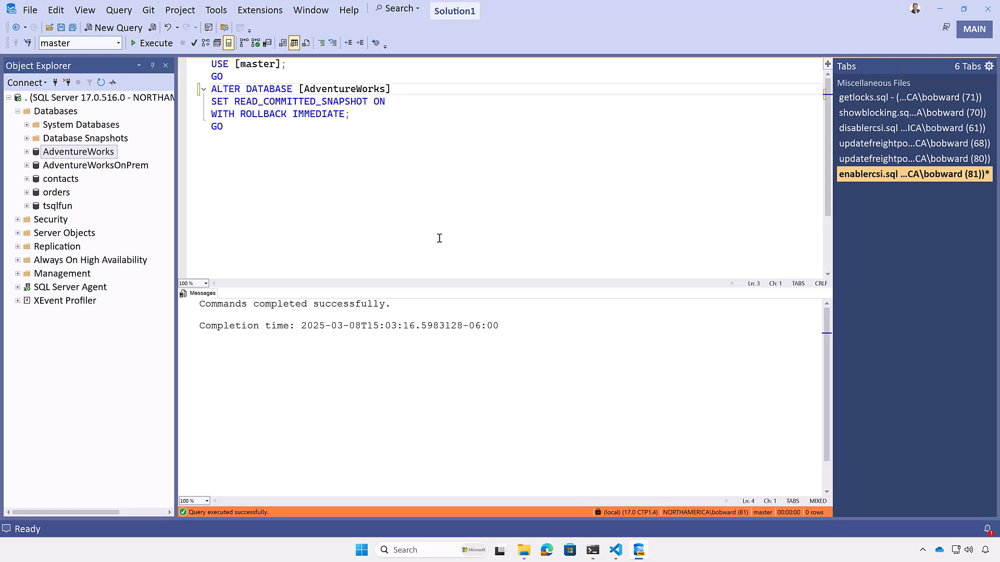 File Edit View Query Git Project Tools Extensions Window Help Search Solution1
New Query MAIN
master Execute
Object Explorer
Connect
. (SQL Server 17.0.516.0 - NORTHAM
Databases
System Databases
Database Snapshots
AdventureWorks
AdventureWorksOnPrem
contacts
orders
tsqlfun
Security
Server Objects
Replication
Always On High Availability
Management
SQL Server Agent
XEvent Profiler
USE [master];
GO
ALTER DATABASE [AdventureWorks]
SET READ_COMMITTED_SNAPSHOT ON
WITH ROLLBACK IMMEDIATE;
GO
100 % Ln: 3 Ch: 1 TABS CRLF
Messages
Commands completed successfully.
Completion time: 2025-03-08T15:03:16.5983128-06:00
100 % Ln: 4 Ch: 1 TABS MIXED
Query executed successfully. (local) (17.0 CTP1.4) NORTHAMERICA\bobward (81) master 00:00:00 0 rows
Tabs 6 Tabs
Miscellaneous Files
getlocks.sql - (...CA\bobward (71))
showblocking.sq...A\bobward (70))
disablercsi.sql ...ICA\bobward (61))
updatefreightpo...CA\bobward (68))
updatefreightpo...CA\bobward (80))
enablercsi.sql ...CA\bobward (81))*
Ready 1
Search Microsoft PRE